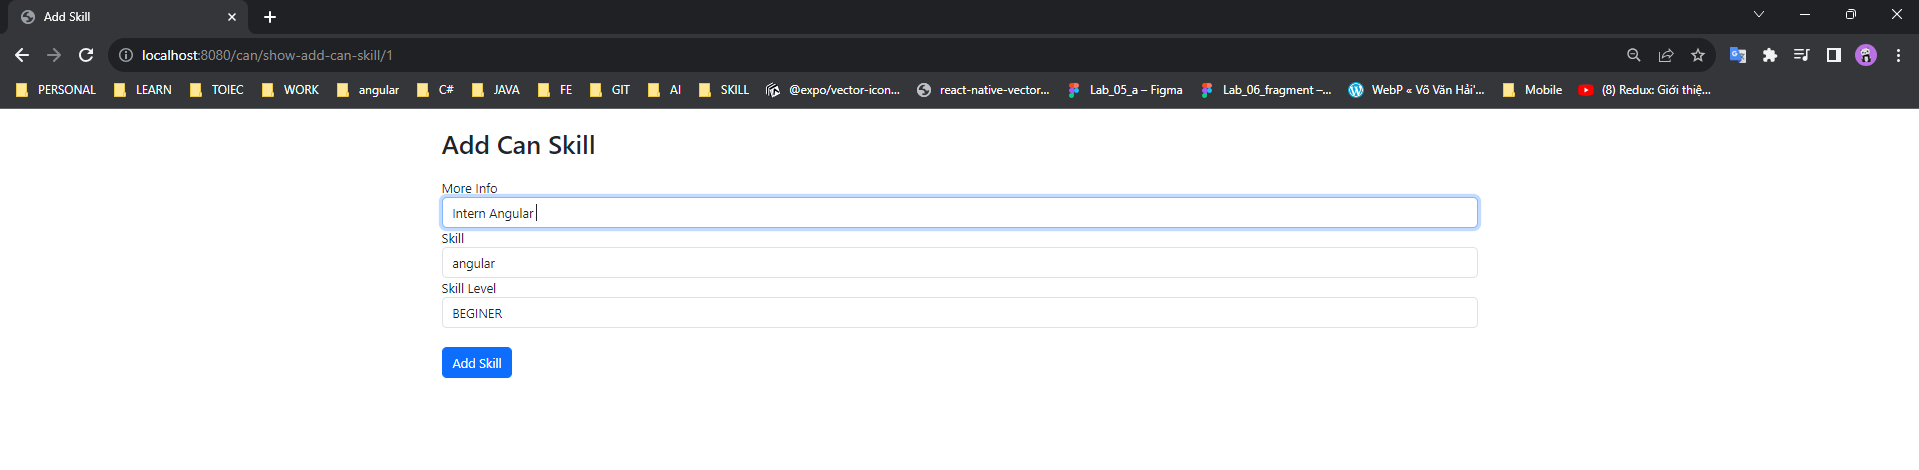 Add Skill
localhost:8080/can/show-add-can-skill/1
PERSONAL LEARN TOIEC WORK angular C# JAVA FE GIT AI SKILL @expo/vector-icon... react-native-vector... Lab_05_a – Figma Lab_06_fragment –... WebP « Võ Văn Hải'... Mobile (8) Redux: Giới thiệ...
Add Can Skill
More Info
Intern Angular
Skill
angular
Skill Level
BEGINER
Add Skill